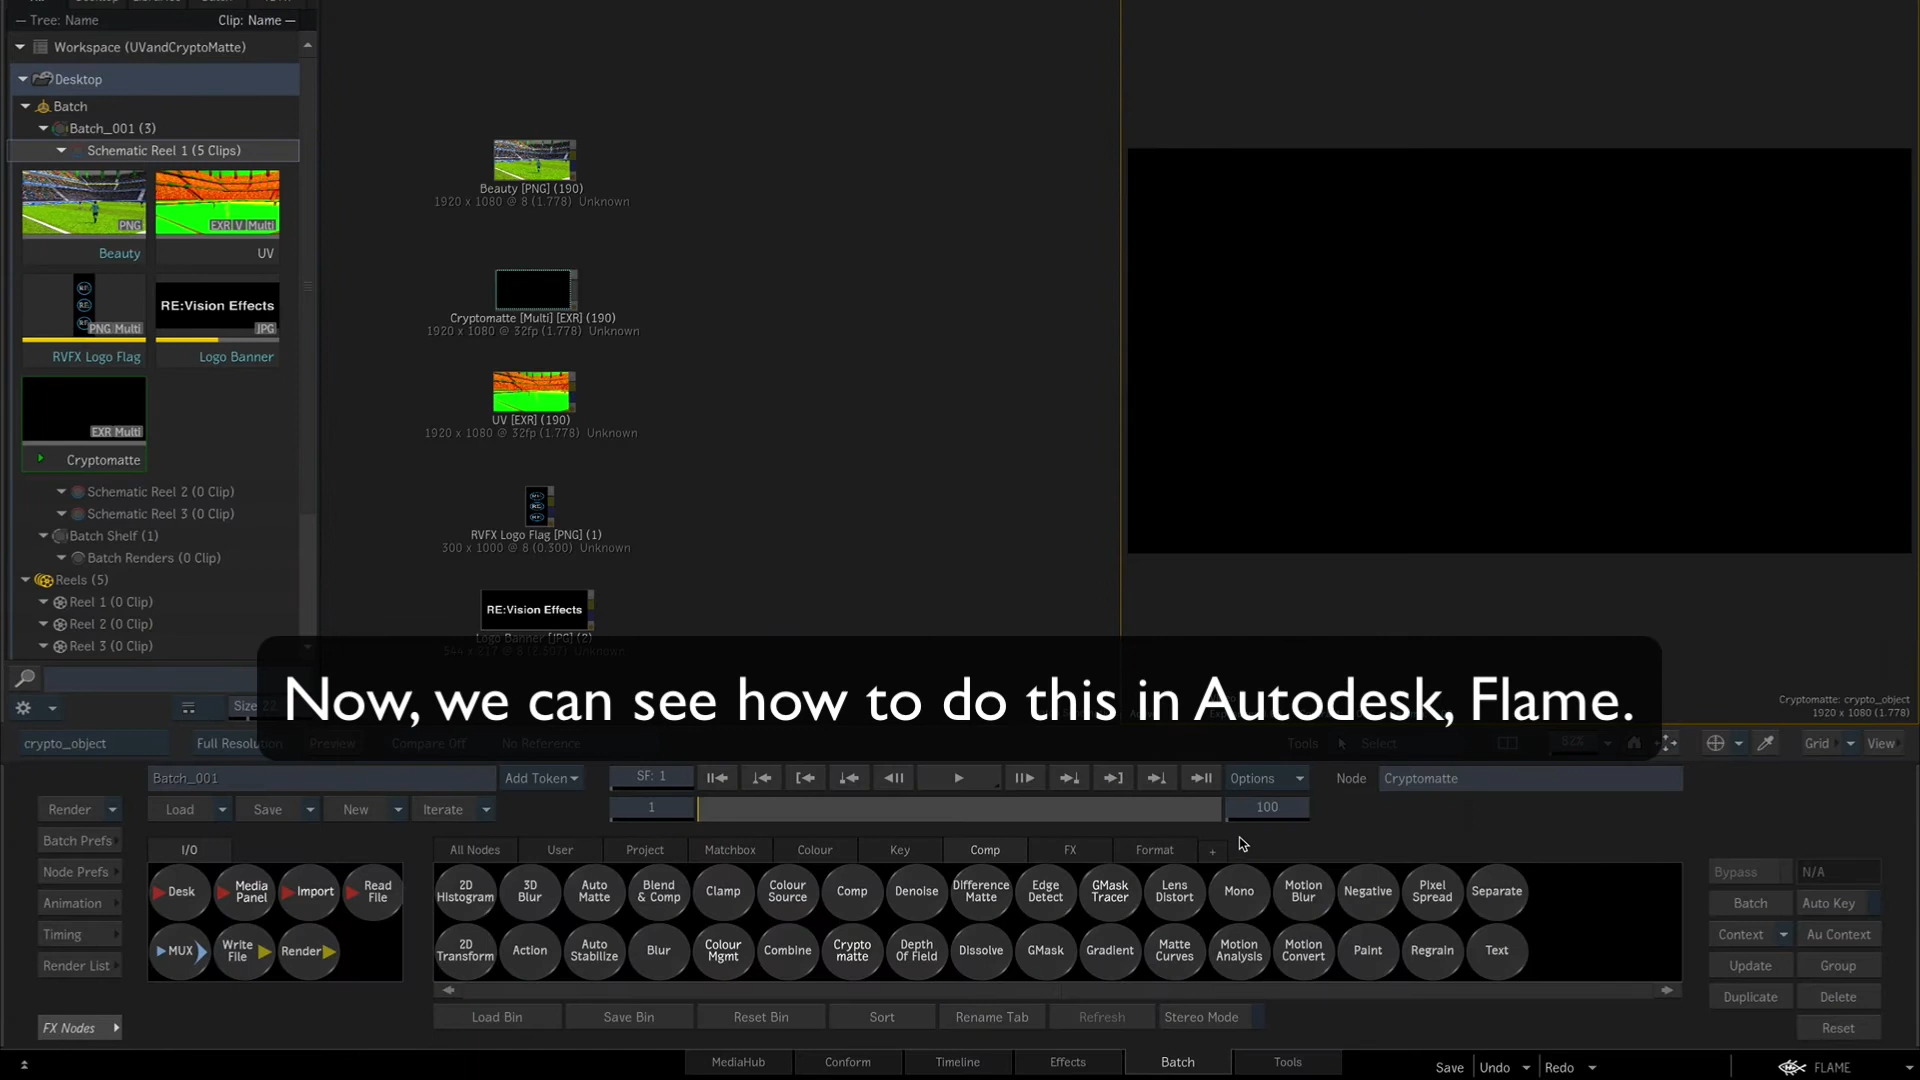 — Tree: Name
Clip: Name —
Workspace (UVandCryptoMatte)
Desktop
Batch
Batch_001 (3)
Schematic Reel 1 (5 Clips)
PNG
EXR V Multi
Beauty
UV
PNG Multi
RE:Vision Effects
JPG
RVFX Logo Flag
Logo Banner
EXR Multi
Cryptomatte
Schematic Reel 2 (0 Clip)
Schematic Reel 3 (0 Clip)
Batch Shelf (1)
Batch Renders (0 Clip)
Reels (5)
Reel 1 (0 Clip)
Reel 2 (0 Clip)
Reel 3 (0 Clip)
Beauty [PNG] (190)
1920 x 1080 @ 8 (1.778) Unknown
Cryptomatte [Multi] [EXR] (190)
1920 x 1080 @ 32fp (1.778) Unknown
UV [EXR] (190)
1920 x 1080 @ 32fp (1.778) Unknown
RVFX Logo Flag [PNG] (1)
300 x 1000 @ 8 (0.300) Unknown
RE:Vision Effects
Logo Banner [JPG] (2)
544 x 217 @ 8 (2.507) Unknown
Now, we can see how to do this in Autodesk, Flame.
Size 22
Cryptomatte: crypto_object
1920 x 1080 (1.778)
crypto_object
Full Resolution
Preview
Compare Off
No Reference
Tools
Select
82%
Grid
View
Batch_001
Add Token
SF: 1
Options
Node
Cryptomatte
Render
Load
Save
New
Iterate
1
100
Batch Prefs
Node Prefs
Animation
Timing
Render List
FX Nodes
I/O
Desk
Media Panel
Import
Read File
MUX
Write File
Render
All Nodes
User
Project
Matchbox
Colour
Key
Comp
FX
Format
+
2D Histogram
3D Blur
Auto Matte
Blend & Comp
Clamp
Colour Source
Comp
Denoise
Difference Matte
Edge Detect
GMask Tracer
Lens Distort
Mono
Motion Blur
Negative
Pixel Spread
Separate
2D Transform
Action
Auto Stabilize
Blur
Colour Mgmt
Combine
Crypto matte
Depth Of Field
Dissolve
GMask
Gradient
Matte Curves
Motion Analysis
Motion Convert
Paint
Regrain
Text
Load Bin
Save Bin
Reset Bin
Sort
Rename Tab
Refresh
Stereo Mode
Bypass
N/A
Batch
Auto Key
Context
Au Context
Update
Group
Duplicate
Delete
Reset
MediaHub
Conform
Timeline
Effects
Batch
Tools
Save
Undo
Redo
FLAME